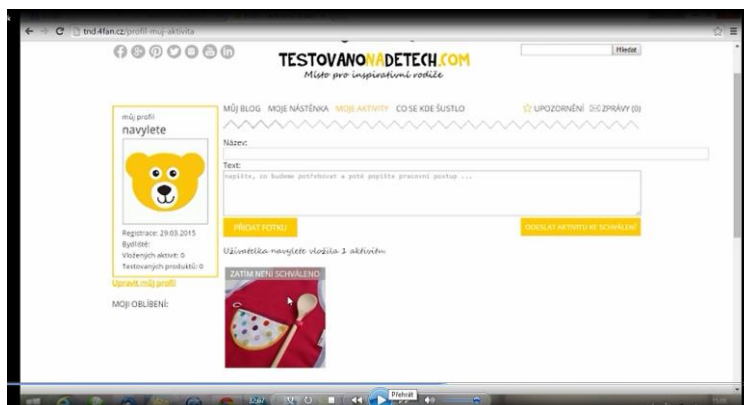 tnd.4fan.cz/profil-muj-aktivita
TESTOVANONADETECH.COM
Místo pro inspirativní rodiče
Hledat
MŮJ BLOG MOJE NÁSTĚNKA MOJE AKTIVITY CO SE KDE ŠUSTLO
UPOZORNĚNÍ ZPRÁVY (0)
můj profil
navylete
Registrace: 29.03.2015
Bydliště:
Vložených aktivit: 0
Testovaných produktů: 0
Upravit můj profil
MOJI OBLÍBENÍ:
Název:
Text:
napište, co budeme potřebovat a poté popište pracovní postup ...
PŘIDAT FOTKU
ODESLAT AKTIVITU KE SCHVÁLENÍ
Uživatelka navylete vložila 1 aktivitu
ZATÍM NENÍ SCHVÁLENO
Přehrát